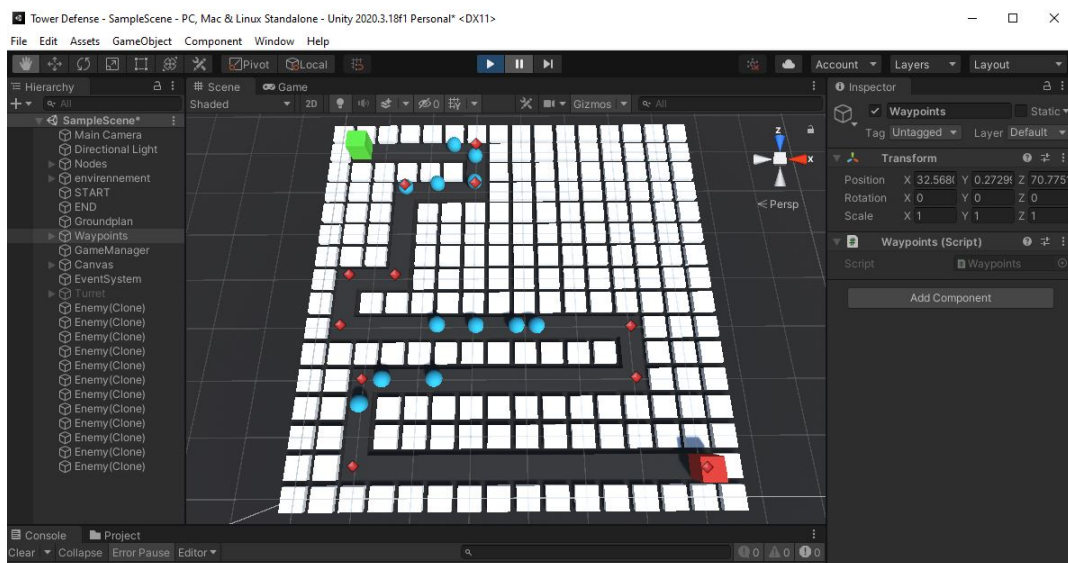 Tower Defense - SampleScene - PC, Mac & Linux Standalone - Unity 2020.3.18f1 Personal* <DX11>
File Edit Assets GameObject Component Window Help
Pivot Local Account Layers Layout
Hierarchy Scene Game Inspector
All Shaded 2D 0 Gizmos All Waypoints Static
SampleScene* Tag Untagged Layer Default
Main Camera
Directional Light
Nodes
envirennement
START
END
Groundplan
Waypoints
GameManager
Canvas
EventSystem
Turret
Enemy(Clone)
Enemy(Clone)
Enemy(Clone)
Enemy(Clone)
Enemy(Clone)
Enemy(Clone)
Enemy(Clone)
Enemy(Clone)
Enemy(Clone)
Enemy(Clone)
Enemy(Clone)
Enemy(Clone)
z
x
Persp
Transform
Position X 32.568 Y 0.2729 Z 70.775
Rotation X 0 Y 0 Z 0
Scale X 1 Y 1 Z 1
Waypoints (Script)
Script Waypoints
Add Component
Console Project
Clear Collapse Error Pause Editor 0 0 0